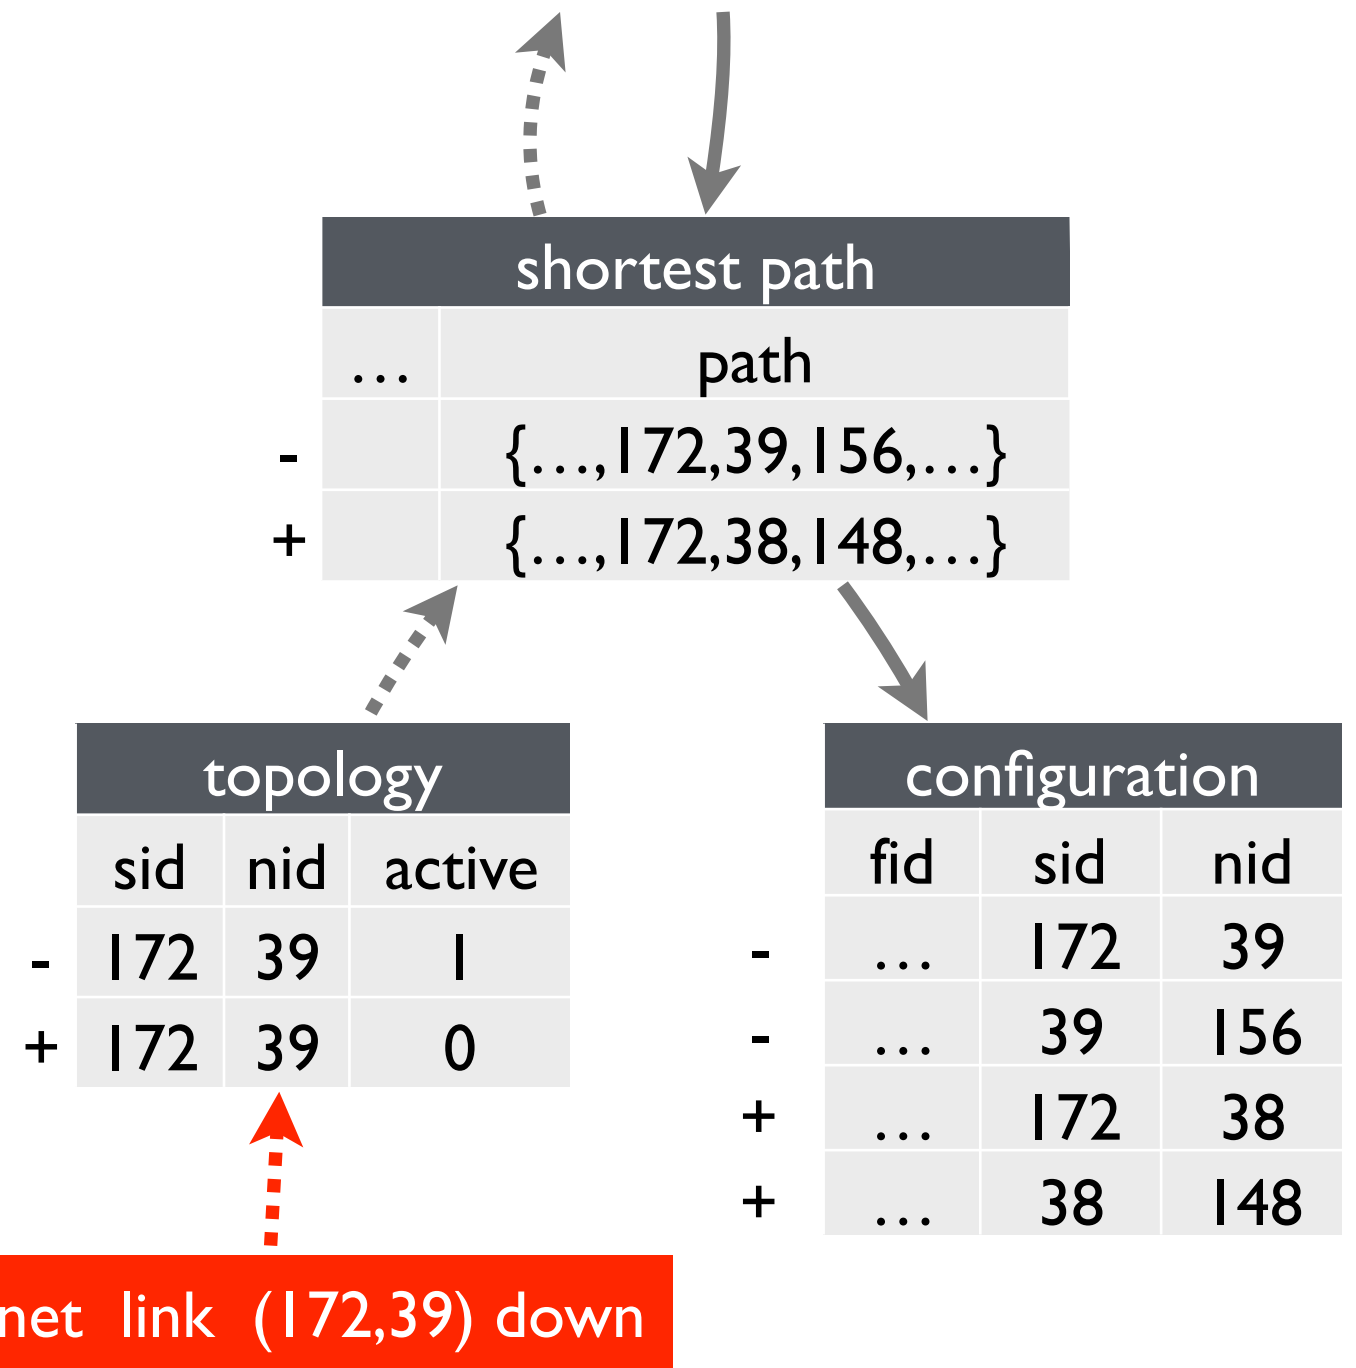 shortest path
… path
- {…,172,39,156,…}
+ {…,172,38,148,…}
topology
sid nid active
- 172 39 1
+ 172 39 0
configuration
fid sid nid
- … 172 39
- … 39 156
+ … 172 38
+ … 38 148
net link (172,39) down